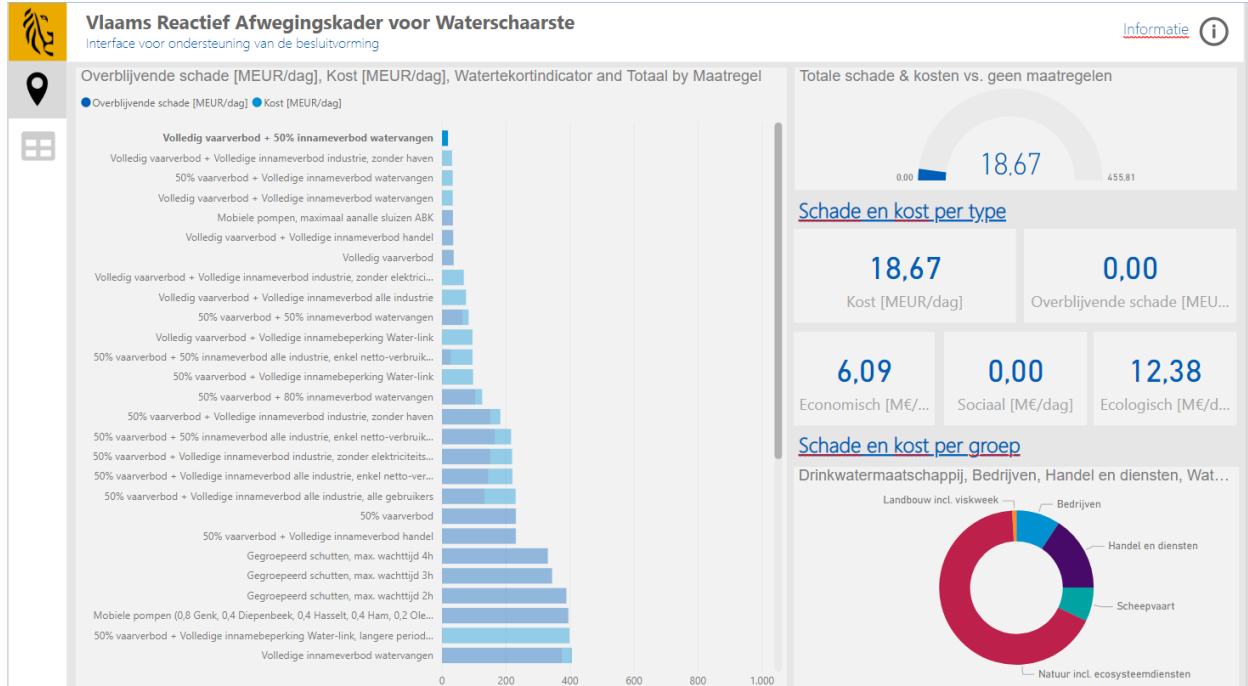 Vlaams Reactief Afwegingskader voor Waterschaarste
Interface voor ondersteuning van de besluitvorming
Informatie
Overblijvende schade [MEUR/dag], Kost [MEUR/dag], Watertekortindicator and Totaal by Maatregel
Overblijvende schade [MEUR/dag] Kost [MEUR/dag]
Volledig vaarverbod + 50% innameverbod watervangen
Volledig vaarverbod + Volledige innameverbod industrie, zonder haven
50% vaarverbod + Volledige innameverbod watervangen
Volledig vaarverbod + Volledige innameverbod watervangen
Mobiele pompen, maximaal aanalle sluizen ABK
Volledig vaarverbod + Volledige innameverbod handel
Volledig vaarverbod
Volledig vaarverbod + Volledige innameverbod industrie, zonder elektrici...
Volledig vaarverbod + Volledige innameverbod alle industrie
50% vaarverbod + 50% innameverbod watervangen
Volledig vaarverbod + Volledige innamebeperking Water-link
50% vaarverbod + 50% innameverbod alle industrie, enkel netto-verbruik...
50% vaarverbod + Volledige innamebeperking Water-link
50% vaarverbod + 80% innameverbod watervangen
50% vaarverbod + Volledige innameverbod industrie, zonder haven
50% vaarverbod + 50% innameverbod alle industrie, enkel netto-verbruik...
50% vaarverbod + Volledige innameverbod industrie, zonder elektriciteits...
50% vaarverbod + Volledige innameverbod alle industrie, enkel netto-ver...
50% vaarverbod + Volledige innameverbod alle industrie, alle gebruikers
50% vaarverbod
50% vaarverbod + Volledige innameverbod handel
Gegroepeerd schutten, max. wachttijd 4h
Gegroepeerd schutten, max. wachttijd 3h
Gegroepeerd schutten, max. wachttijd 2h
Mobiele pompen (0,8 Genk, 0,4 Diepenbeek, 0,4 Hasselt, 0,4 Ham, 0,2 Ole...
50% vaarverbod + Volledige innamebeperking Water-link, langere period...
Volledige innameverbod watervangen
0 200 400 600 800 1.000
Totale schade & kosten vs. geen maatregelen
18,67
0,00 455,81
Schade en kost per type
18,67 0,00
Kost [MEUR/dag] Overblijvende schade [MEU...
6,09 0,00 12,38
Economisch [M€/... Sociaal [M€/dag] Ecologisch [M€/d...
Schade en kost per groep
Drinkwatermaatschappij, Bedrijven, Handel en diensten, Wat...
Landbouw incl. viskweek
Bedrijven
Handel en diensten
Scheepvaart
Natuur incl. ecosysteemdiensten